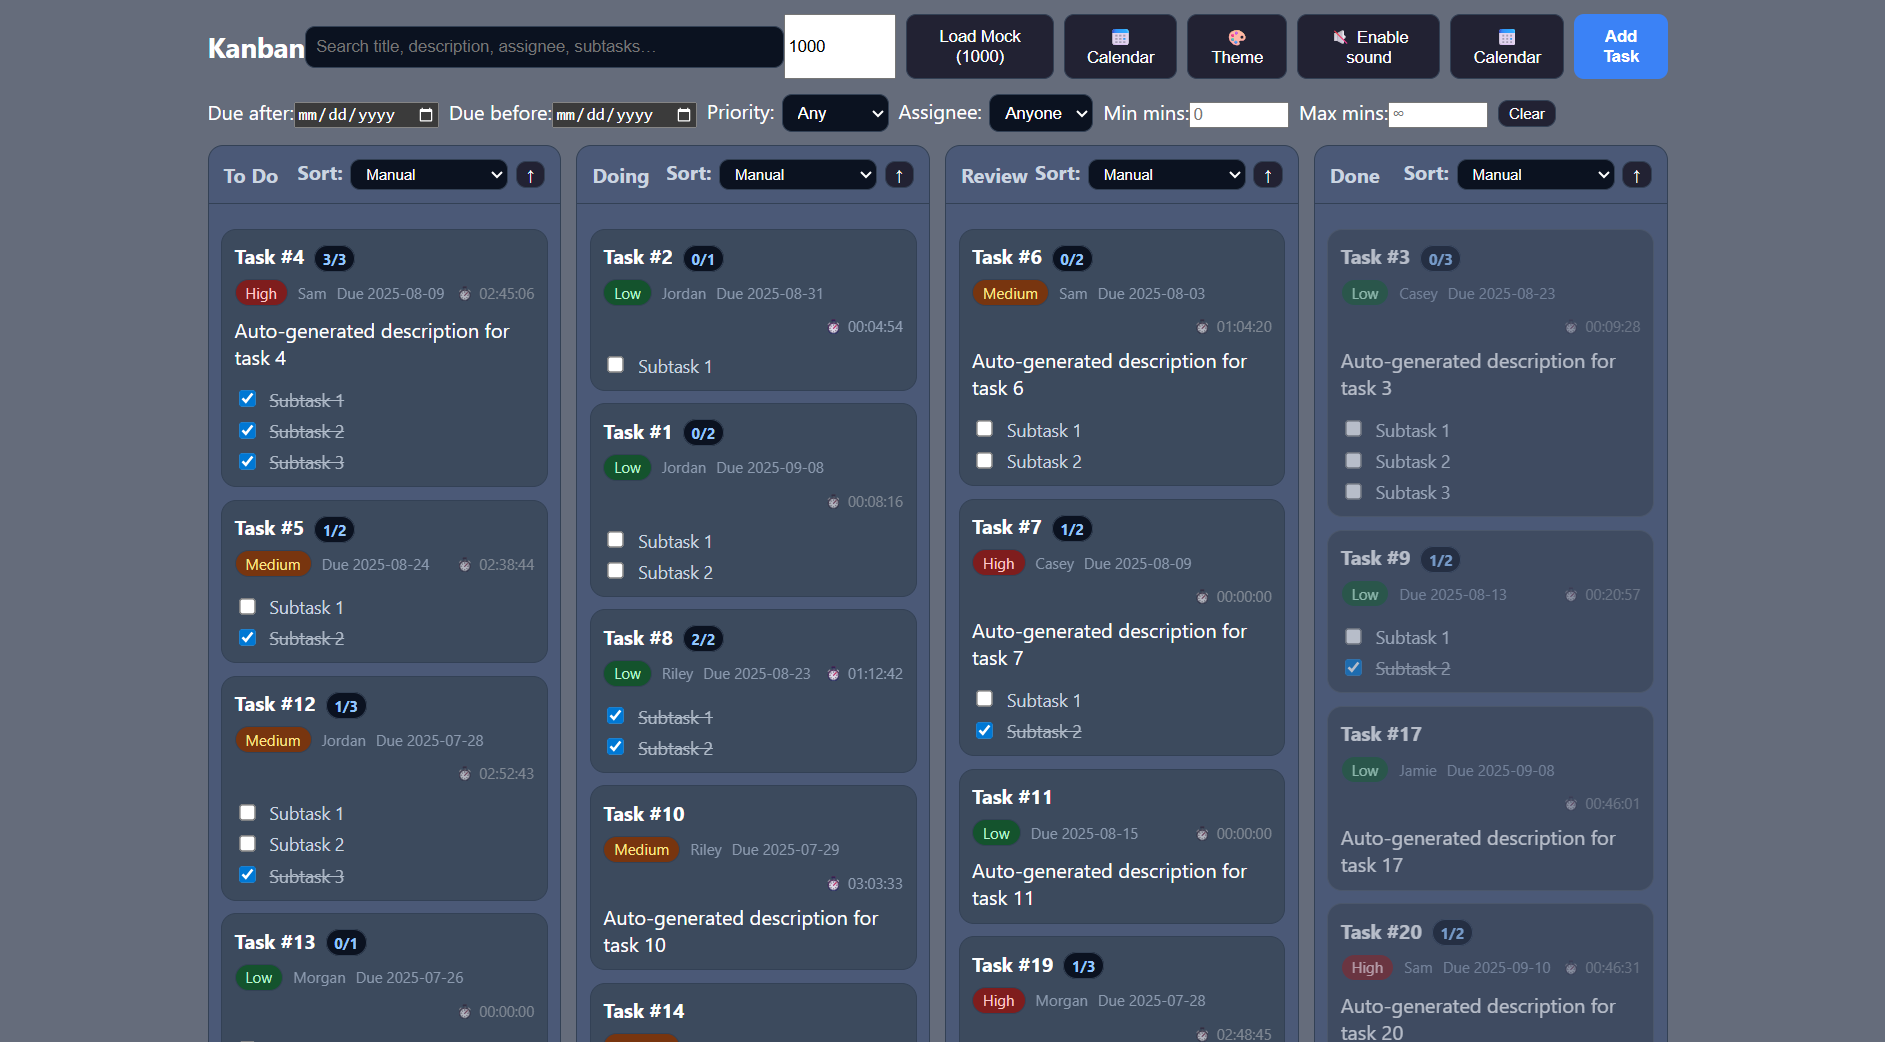 Kanban
Search title, description, assignee, subtasks...
1000
Load Mock
(1000)
Calendar
Theme
Enable
sound
Calendar
Add
Task
Due after: mm/dd/yyyy Due before: mm/dd/yyyy Priority: Any Assignee: Anyone Min mins: 0 Max mins: ∞ Clear
To Do Sort: Manual ↑
Task #4 3/3
High Sam Due 2025-08-09 02:45:06
Auto-generated description for
task 4
Subtask 1
Subtask 2
Subtask 3
Task #5 1/2
Medium Due 2025-08-24 02:38:44
Subtask 1
Subtask 2
Task #12 1/3
Medium Jordan Due 2025-07-28
02:52:43
Subtask 1
Subtask 2
Subtask 3
Task #13 0/1
Low Morgan Due 2025-07-26
00:00:00
Doing Sort: Manual ↑
Task #2 0/1
Low Jordan Due 2025-08-31
00:04:54
Subtask 1
Task #1 0/2
Low Jordan Due 2025-09-08
00:08:16
Subtask 1
Subtask 2
Task #8 2/2
Low Riley Due 2025-08-23 01:12:42
Subtask 1
Subtask 2
Task #10
Medium Riley Due 2025-07-29
03:03:33
Auto-generated description for
task 10
Task #14
Review Sort: Manual ↑
Task #6 0/2
Medium Sam Due 2025-08-03
01:04:20
Auto-generated description for
task 6
Subtask 1
Subtask 2
Task #7 1/2
High Casey Due 2025-08-09
00:00:00
Auto-generated description for
task 7
Subtask 1
Subtask 2
Task #11
Low Due 2025-08-15 00:00:00
Auto-generated description for
task 11
Task #19 1/3
High Morgan Due 2025-07-28
02:48:45
Done Sort: Manual ↑
Task #3 0/3
Low Casey Due 2025-08-23
00:09:28
Auto-generated description for
task 3
Subtask 1
Subtask 2
Subtask 3
Task #9 1/2
Low Due 2025-08-13 00:20:57
Subtask 1
Subtask 2
Task #17
Low Jamie Due 2025-09-08
00:46:01
Auto-generated description for
task 17
Task #20 1/2
High Sam Due 2025-09-10 00:46:31
Auto-generated description for
task 20